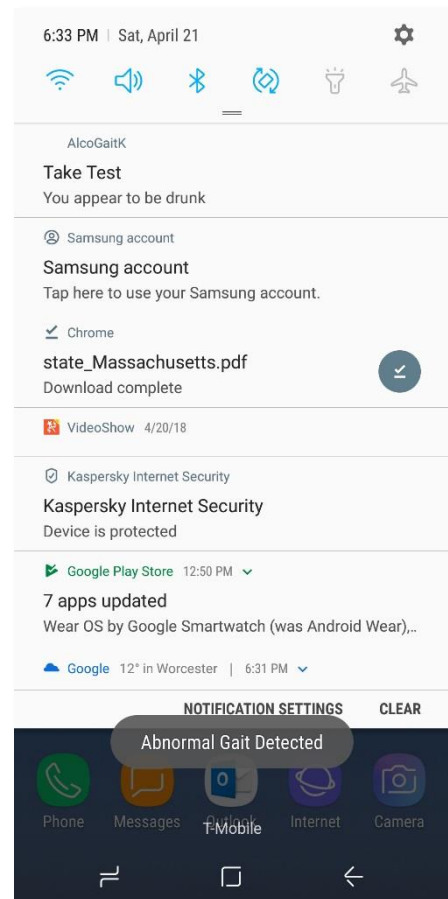 6:33 PM | Sat, April 21
AlcoGaitK
Take Test
You appear to be drunk
Samsung account
Samsung account
Tap here to use your Samsung account.
Chrome
state_Massachusetts.pdf
Download complete
VideoShow 4/20/18
Kaspersky Internet Security
Kaspersky Internet Security
Device is protected
Google Play Store 12:50 PM
7 apps updated
Wear OS by Google Smartwatch (was Android Wear),..
Google 12° in Worcester | 6:31 PM
NOTIFICATION SETTINGS CLEAR
Abnormal Gait Detected
Phone Messages Outlook Internet Camera
T-Mobile